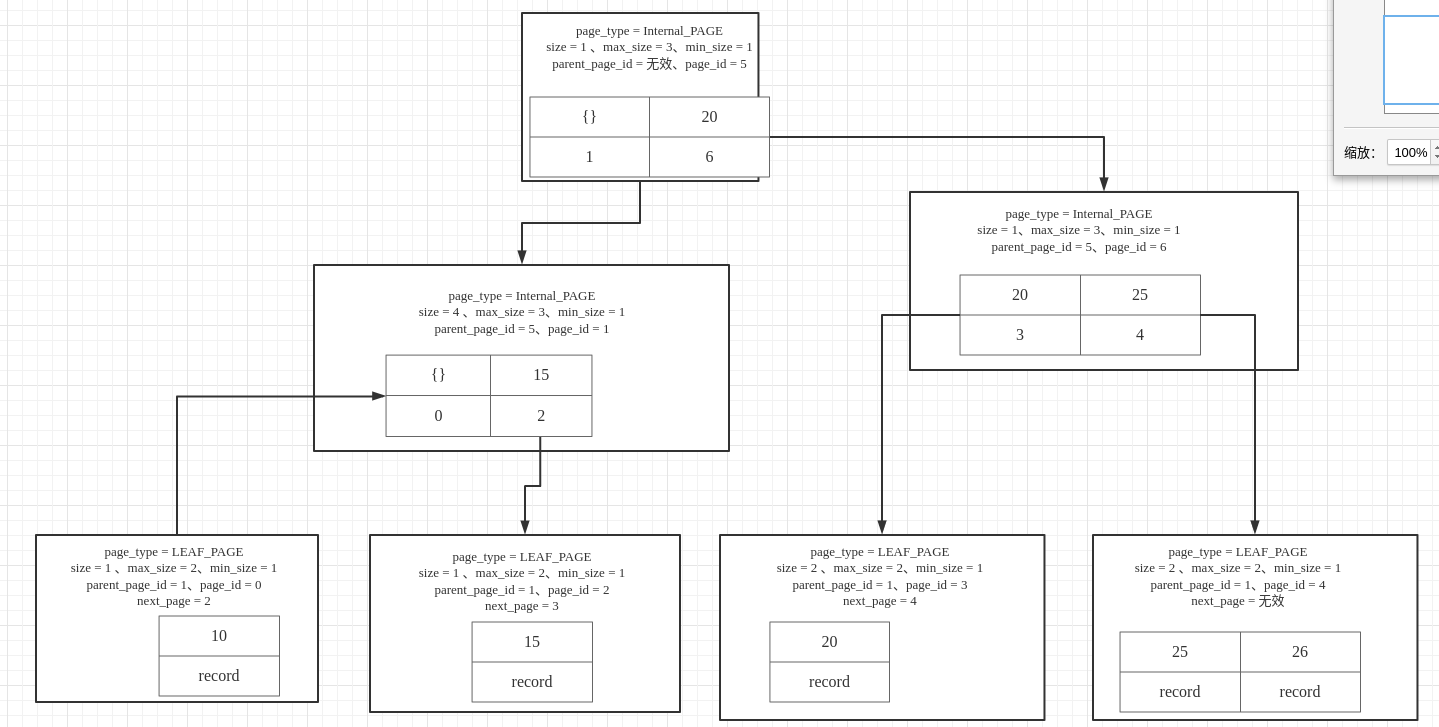 page_type = Internal_PAGE
size = 1 、max_size = 3、min_size = 1
parent_page_id = 无效、page_id = 5
{} 20
1 6
缩放： 100%
page_type = Internal_PAGE
size = 1、max_size = 3、min_size = 1
parent_page_id = 5、page_id = 6
20 25
3 4
page_type = Internal_PAGE
size = 4 、max_size = 3、min_size = 1
parent_page_id = 5、page_id = 1
{} 15
0 2
page_type = LEAF_PAGE
size = 1 、max_size = 2、min_size = 1
parent_page_id = 1、page_id = 0
next_page = 2
10
record
page_type = LEAF_PAGE
size = 1 、max_size = 2、min_size = 1
parent_page_id = 1、page_id = 2
next_page = 3
15
record
page_type = LEAF_PAGE
size = 2 、max_size = 2、min_size = 1
parent_page_id = 1、page_id = 3
next_page = 4
20
record
page_type = LEAF_PAGE
size = 2 、max_size = 2、min_size = 1
parent_page_id = 1、page_id = 4
next_page = 无效
25 26
record record